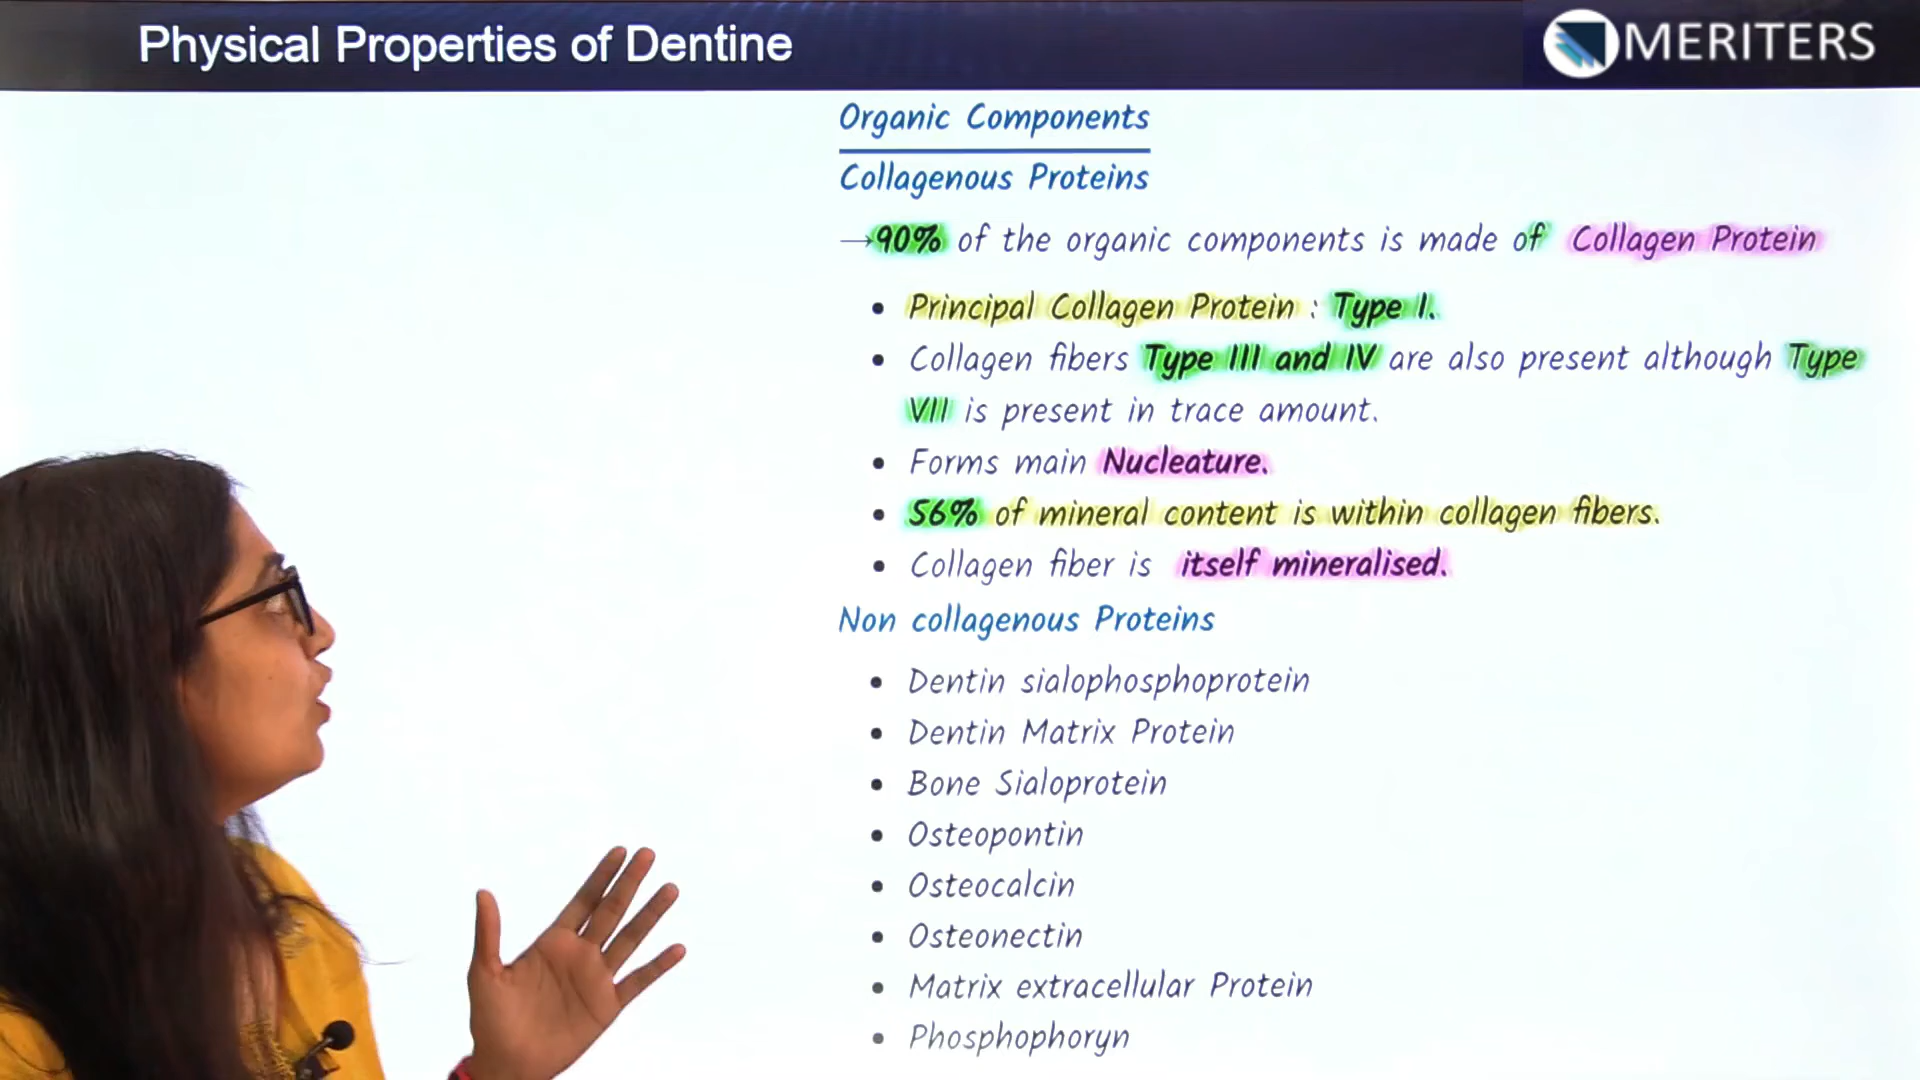 Physical Properties of Dentine
MERITERS
Organic Components
Collagenous Proteins
→90% of the organic components is made of Collagen Protein
• Principal Collagen Protein : Type I.
• Collagen fibers Type III and IV are also present although Type
VII is present in trace amount.
• Forms main Nucleature.
• 56% of mineral content is within collagen fibers.
• Collagen fiber is itself mineralised.
Non collagenous Proteins
• Dentin sialophosphoprotein
• Dentin Matrix Protein
• Bone Sialoprotein
• Osteopontin
• Osteocalcin
• Osteonectin
• Matrix extracellular Protein
• Phosphophoryn